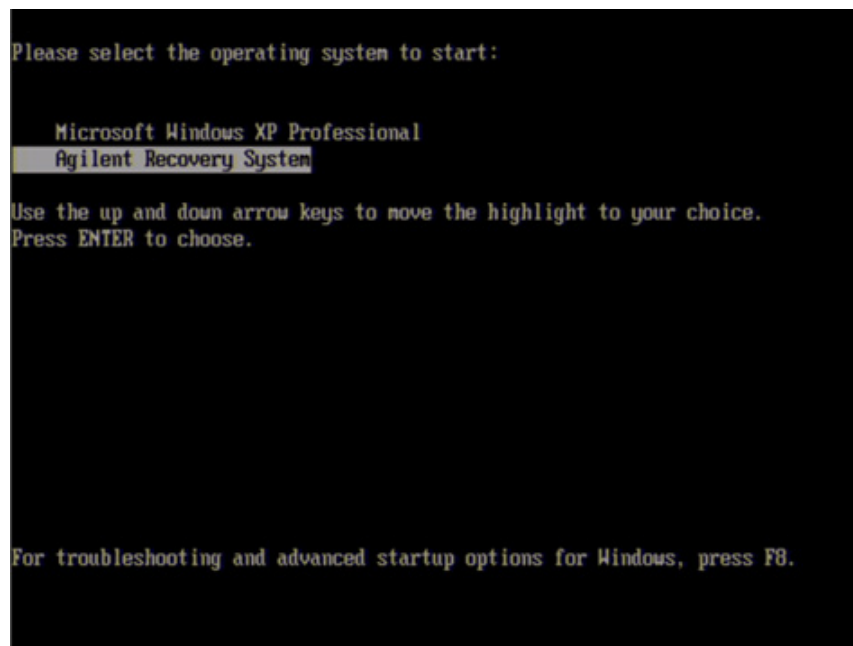 Please select the operating system to start:
Microsoft Windows XP Professional
Agilent Recovery System
Use the up and down arrow keys to move the highlight to your choice.
Press ENTER to choose.
For troubleshooting and advanced startup options for Windows, press F8.